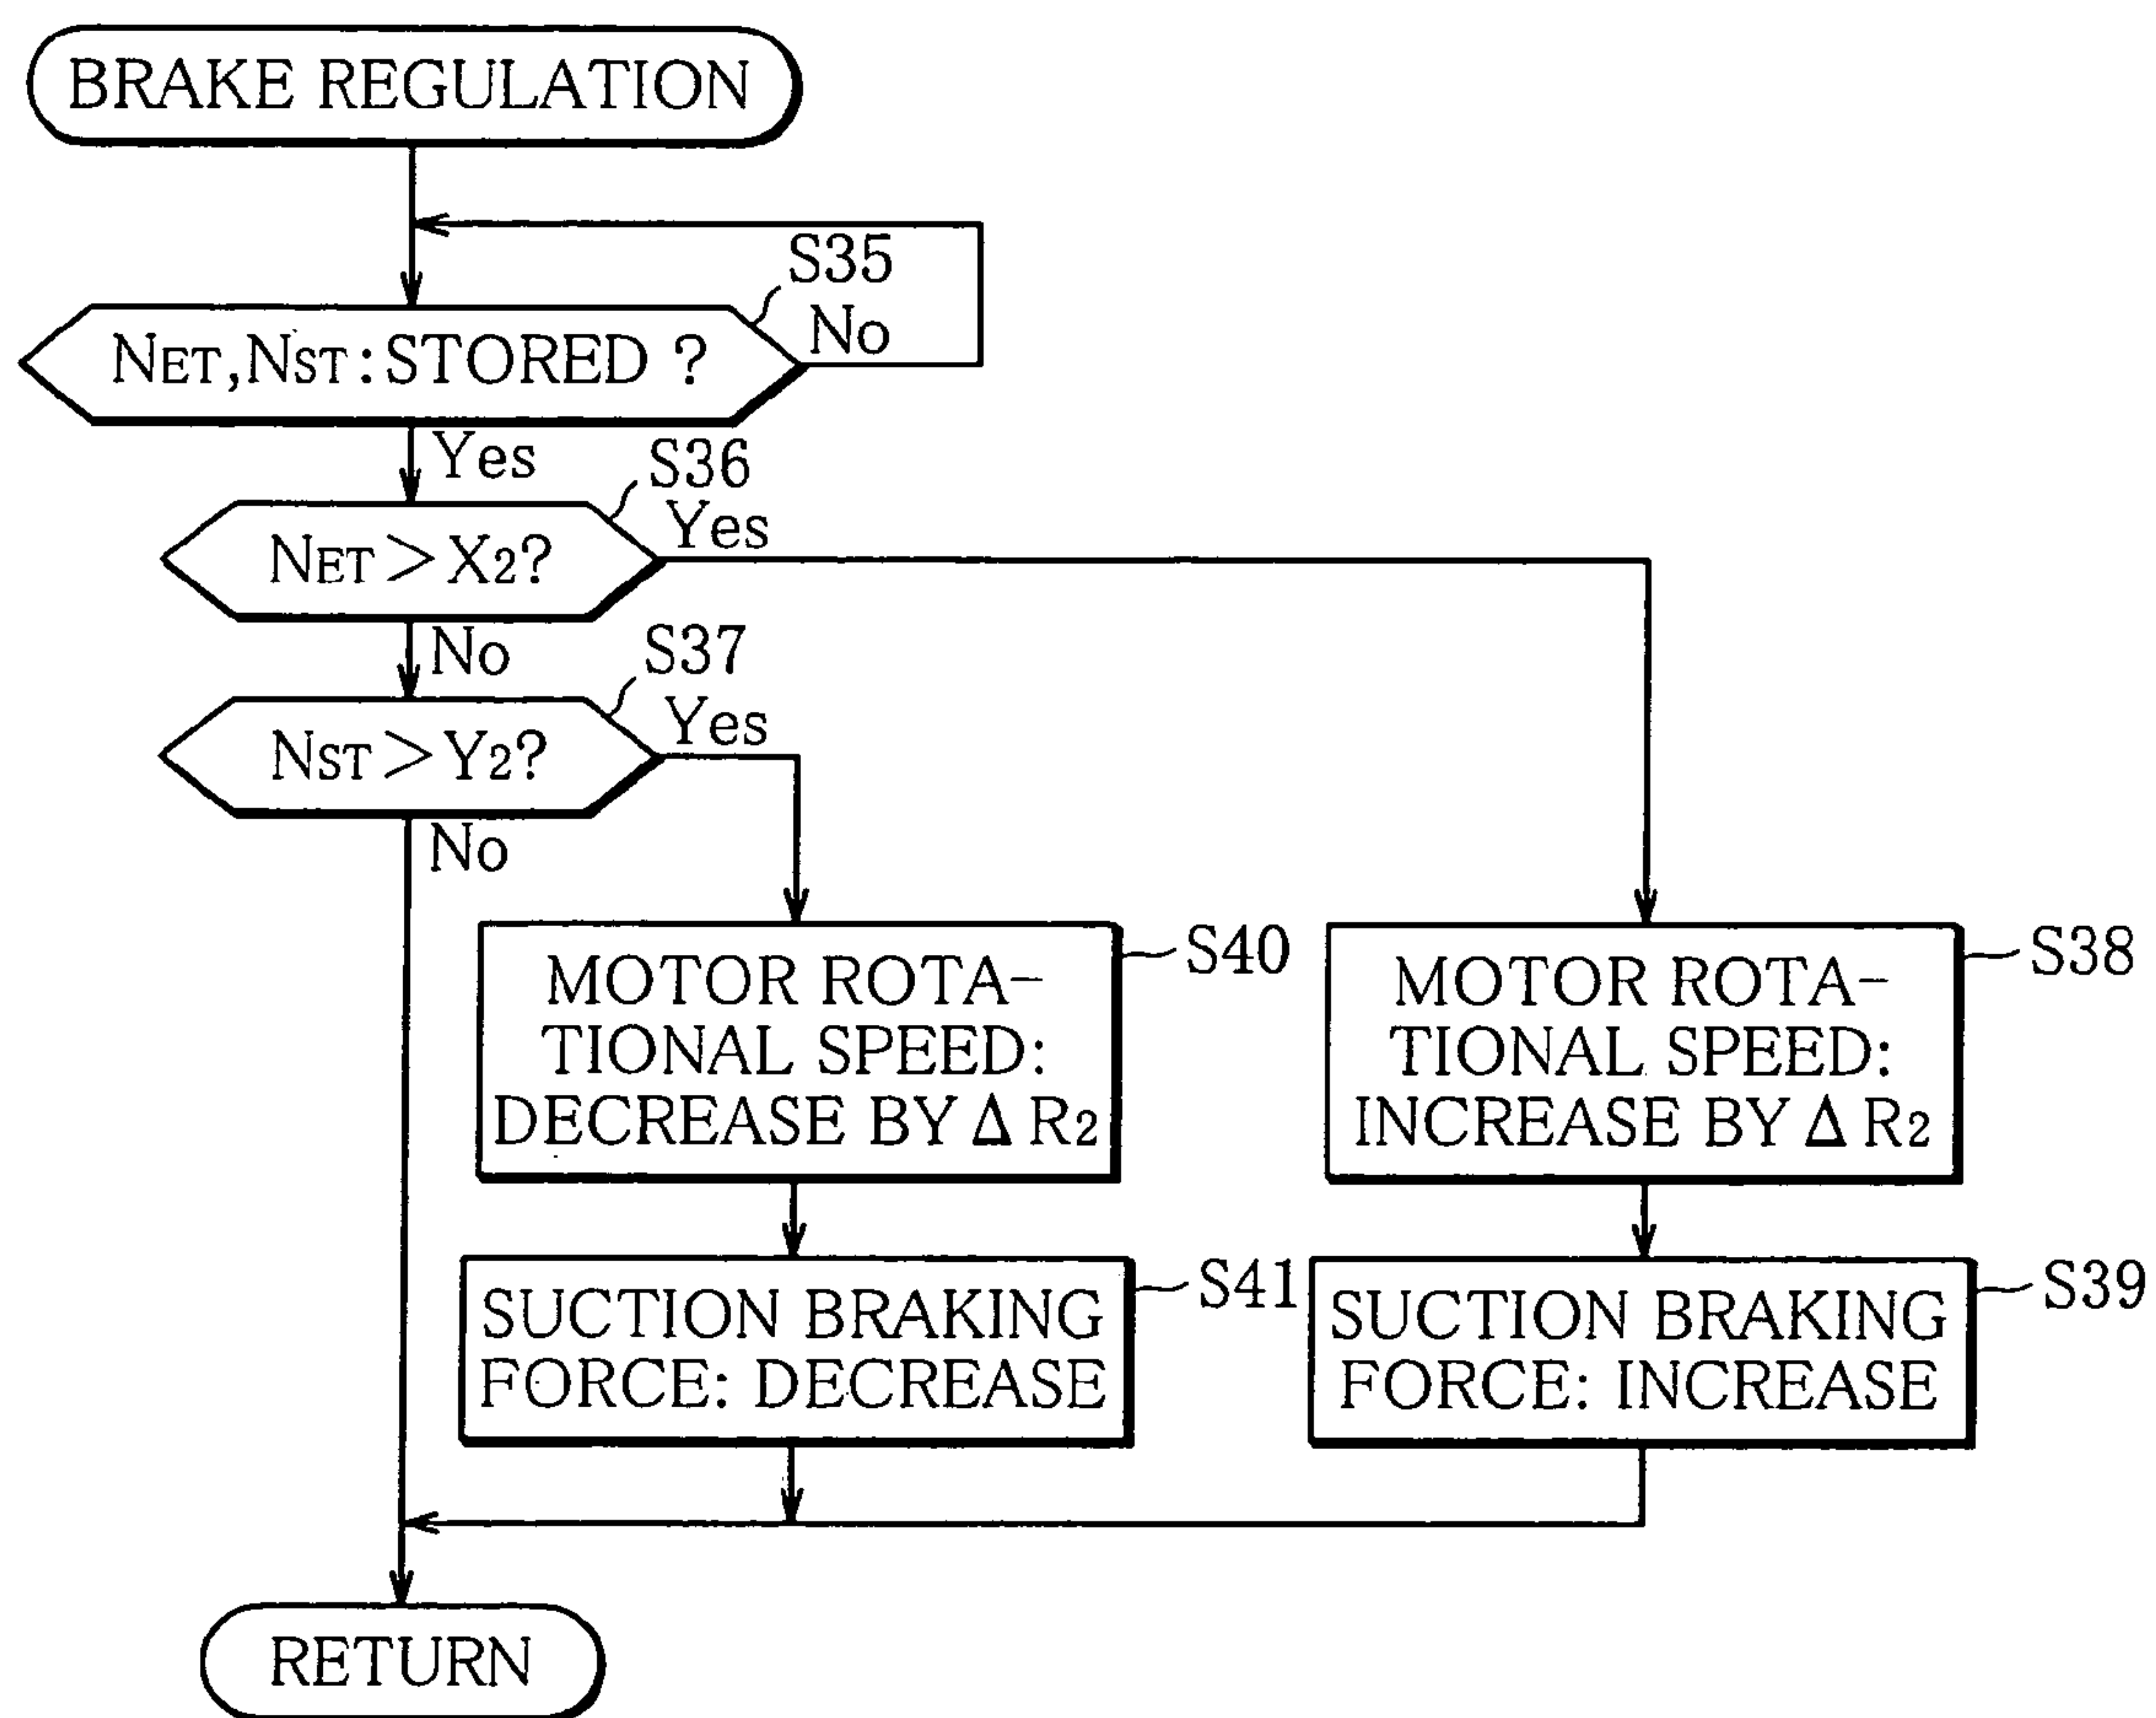 BRAKE REGULATION
S35
No
NET,NST:STORED ?
Yes
S36
Yes
NET>X2?
No
S37
Yes
NST>Y2?
No
S40
MOTOR ROTA-
TIONAL SPEED:
DECREASE BY Δ R2
S38
MOTOR ROTA-
TIONAL SPEED:
INCREASE BY Δ R2
S41
SUCTION BRAKING
FORCE: DECREASE
S39
SUCTION BRAKING
FORCE: INCREASE
RETURN